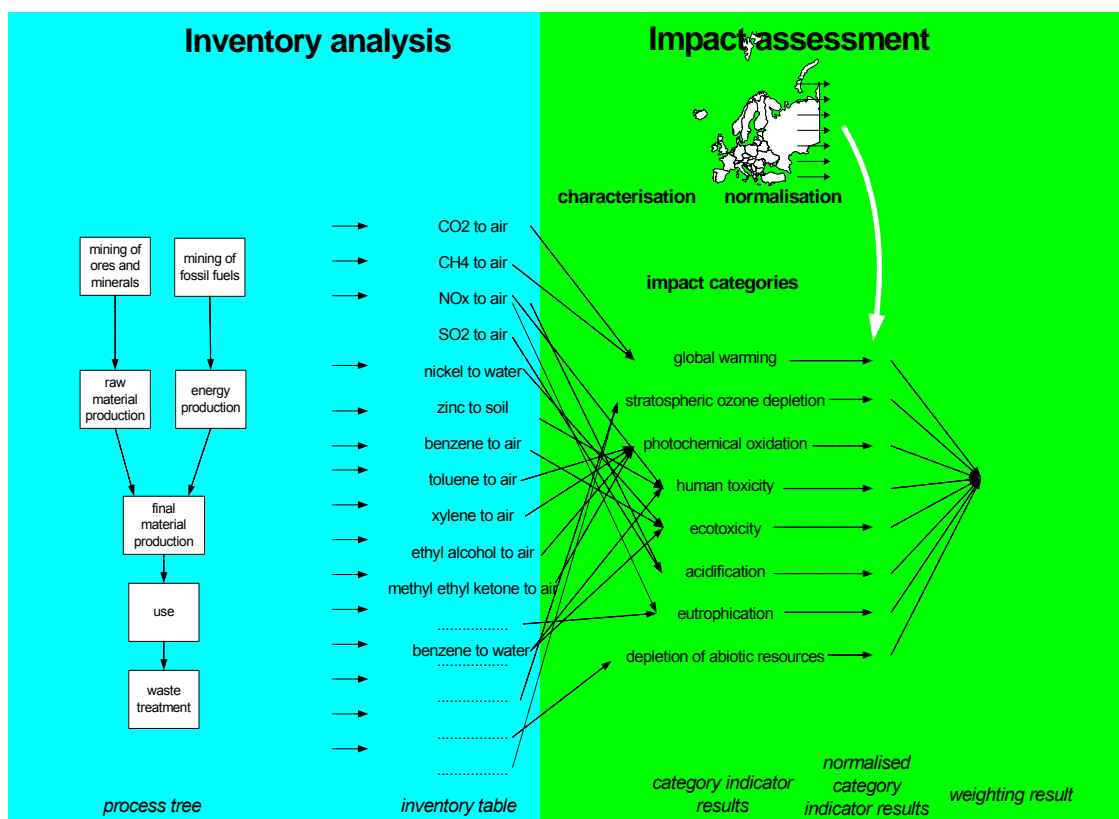 Inventory analysis
Impact assessment
characterisation
normalisation
mining of
ores and
minerals
mining of
fossil fuels
raw
material
production
energy
production
final
material
production
use
waste
treatment
CO2 to air
CH4 to air
NOx to air
SO2 to air
nickel to water
zinc to soil
benzene to air
toluene to air
xylene to air
ethyl alcohol to air
methyl ethyl ketone to air
.................
benzene to water
.................
.................
.................
.................
impact categories
global warming
stratospheric ozone depletion
photochemical oxidation
human toxicity
ecotoxicity
acidification
eutrophication
depletion of abiotic resources
process tree
inventory table
category indicator
results
normalised
category
indicator results
weighting result